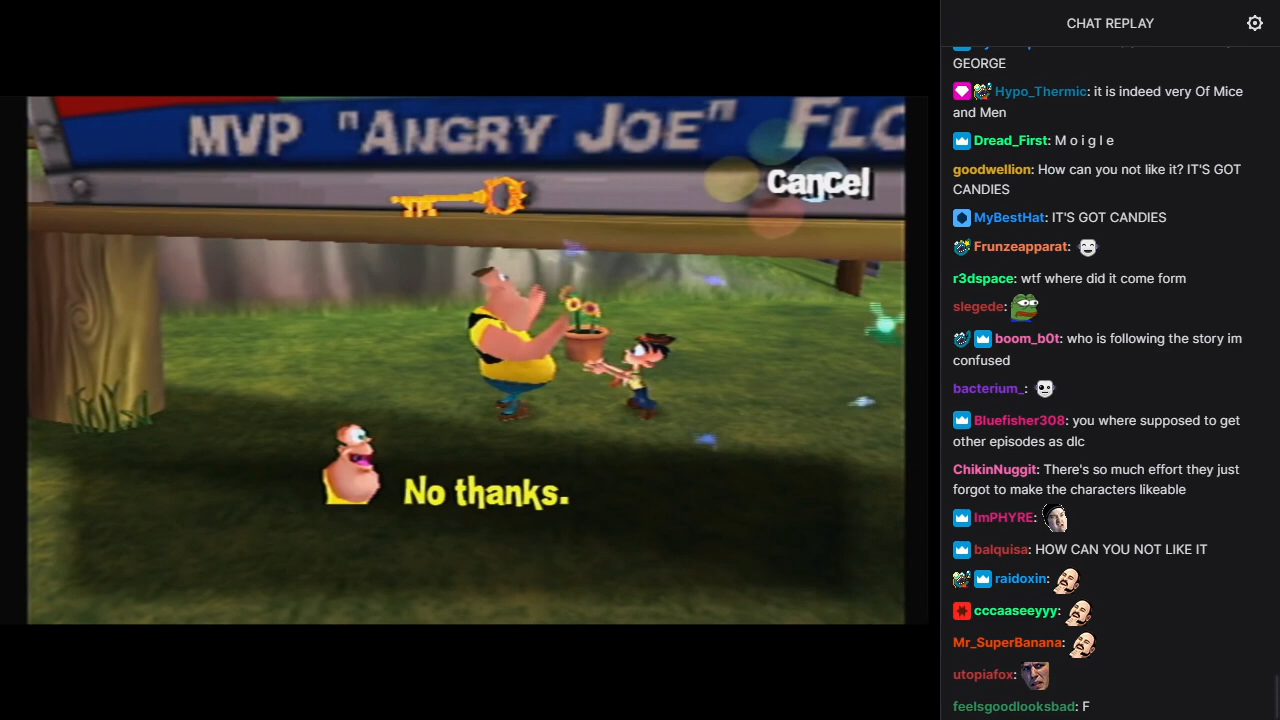 MVP "ANGRY JOE" FLO
Cancel
No thanks.
CHAT REPLAY
GEORGE
Hypo_Thermic: it is indeed very Of Mice
and Men
Dread_First: M o i g l e
goodwellion: How can you not like it? IT'S GOT
CANDIES
MyBestHat: IT'S GOT CANDIES
Frunzeapparat:
r3dspace: wtf where did it come form
slegede:
boom_b0t: who is following the story im
confused
bacterium_:
Bluefisher308: you where supposed to get
other episodes as dlc
ChikinNuggit: There's so much effort they just
forgot to make the characters likeable
ImPHYRE:
balquisa: HOW CAN YOU NOT LIKE IT
raidoxin:
cccaaseeyyy:
Mr_SuperBanana:
utopiafox:
feelsgoodlooksbad: F